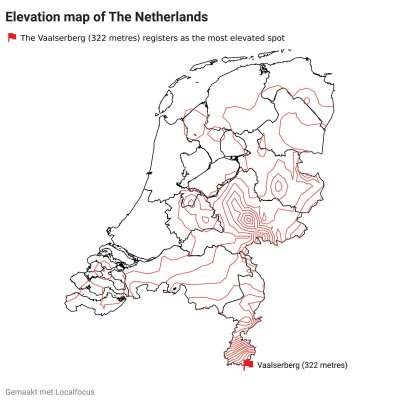 Elevation map of The Netherlands
The Vaalserberg (322 metres) registers as the most elevated spot
Vaalserberg (322 metres)
Gemaakt met Localfocus